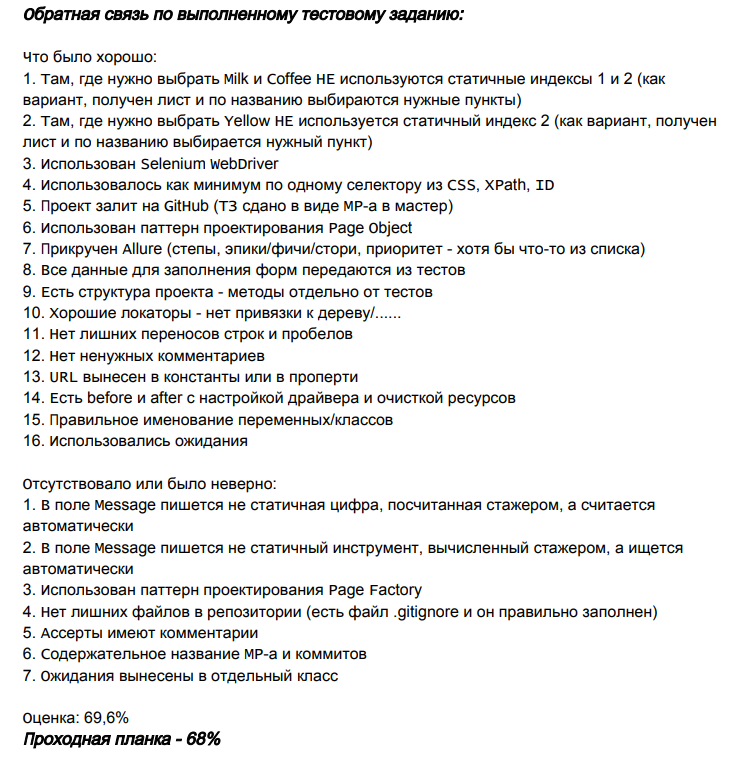 Обратная связь по выполненному тестовому заданию:
Что было хорошо:
1. Там, где нужно выбрать Milk и Coffee НЕ используются статичные индексы 1 и 2 (как
вариант, получен лист и по названию выбираются нужные пункты)
2. Там, где нужно выбрать Yellow НЕ используется статичный индекс 2 (как вариант, получен
лист и по названию выбирается нужный пункт)
3. Использован Selenium WebDriver
4. Использовалось как минимум по одному селектору из CSS, XPath, ID
5. Проект залит на GitHub (ТЗ сдано в виде МР-а в мастер)
6. Использован паттерн проектирования Page Object
7. Прикручен Allure (степы, эпики/фичи/стори, приоритет - хотя бы что-то из списка)
8. Все данные для заполнения форм передаются из тестов
9. Есть структура проекта - методы отдельно от тестов
10. Хорошие локаторы - нет привязки к дереву/......
11. Нет лишних переносов строк и пробелов
12. Нет ненужных комментариев
13. URL вынесен в константы или в проперти
14. Есть before и after с настройкой драйвера и очисткой ресурсов
15. Правильное именование переменных/классов
16. Использовались ожидания
Отсутствовало или было неверно:
1. В поле Message пишется не статичная цифра, посчитанная стажером, а считается
автоматически
2. В поле Message пишется не статичный инструмент, вычисленный стажером, а ищется
автоматически
3. Использован паттерн проектирования Page Factory
4. Нет лишних файлов в репозитории (есть файл .gitignore и он правильно заполнен)
5. Ассерты имеют комментарии
6. Содержательное название МР-а и коммитов
7. Ожидания вынесены в отдельный класс
Оценка: 69,6%
Проходная планка - 68%